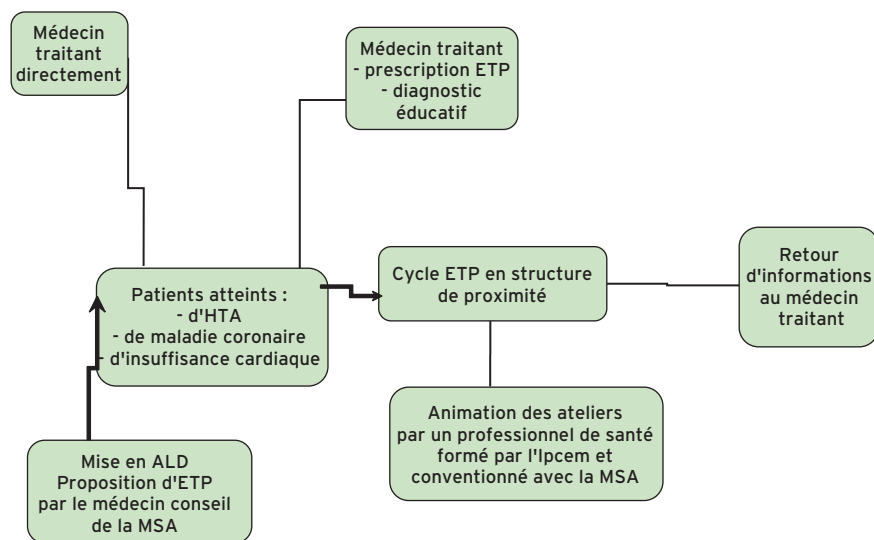 Médecin
traitant
directement
Médecin traitant
- prescription ETP
- diagnostic
éducatif
Patients atteints :
- d'HTA
- de maladie coronaire
- d'insuffisance cardiaque
Cycle ETP en structure
de proximité
Retour
d'informations
au médecin
traitant
Mise en ALD
Proposition d'ETP
par le médecin conseil
de la MSA
Animation des ateliers
par un professionnel de santé
formé par l'Ipcem et
conventionné avec la MSA